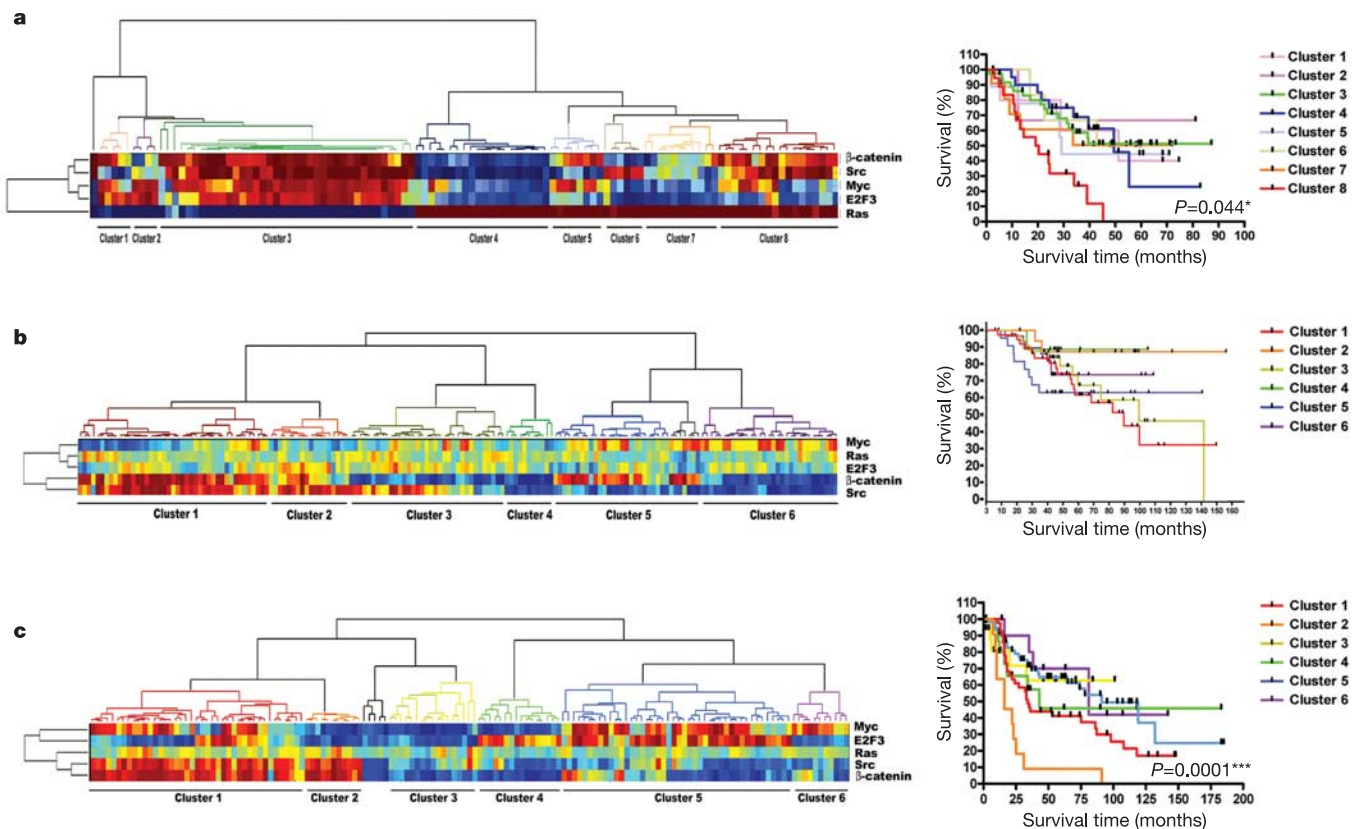 a
β-catenin
Src
Myc
E2F3
Ras
Cluster 1 Cluster 2 Cluster 3 Cluster 4 Cluster 5 Cluster 6 Cluster 7 Cluster 8
Survival (%)
110
100
90
80
70
60
50
40
30
20
10
0
0 10 20 30 40 50 60 70 80 90 100
Survival time (months)
P=0.044*
Cluster 1
Cluster 2
Cluster 3
Cluster 4
Cluster 5
Cluster 6
Cluster 7
Cluster 8
b
Myc
Ras
E2F3
β-catenin
Src
Cluster 1 Cluster 2 Cluster 3 Cluster 4 Cluster 5 Cluster 6
Survival (%)
100
90
80
70
60
50
40
30
20
10
0
3 10 20 30 40 50 60 70 80 90 100 110 120 130 140 150 160
Survival time (months)
Cluster 1
Cluster 2
Cluster 3
Cluster 4
Cluster 5
Cluster 6
c
Myc
E2F3
Ras
Src
β-catenin
Cluster 1 Cluster 2 Cluster 3 Cluster 4 Cluster 5 Cluster 6
Survival (%)
110
100
90
80
70
60
50
40
30
20
10
0
0 25 50 75 100 125 150 175 200
Survival time (months)
P=0.0001***
Cluster 1
Cluster 2
Cluster 3
Cluster 4
Cluster 5
Cluster 6